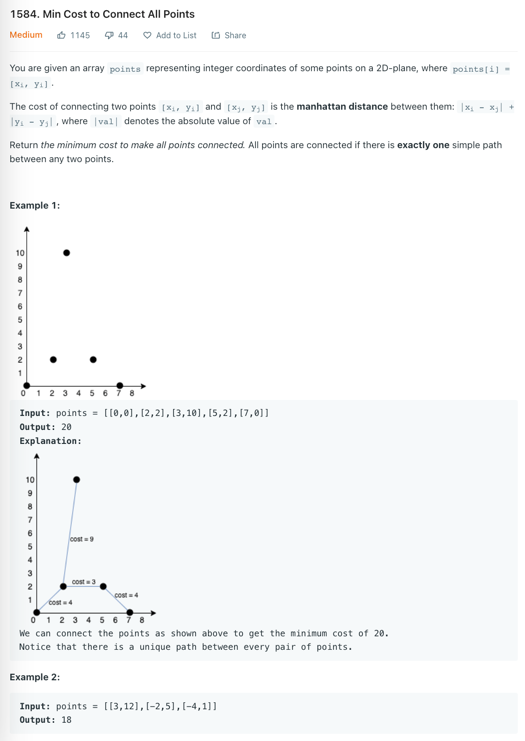 1584. Min Cost to Connect All Points
Medium 1145 44 Add to List Share
You are given an array points representing integer coordinates of some points on a 2D-plane, where points[i] =
[xi, yi].
The cost of connecting two points [xi, yi] and [xj, yj] is the manhattan distance between them: |xi - xj| +
|yi - yj|, where |val| denotes the absolute value of val.
Return the minimum cost to make all points connected. All points are connected if there is exactly one simple path
between any two points.
Example 1:
10
9
8
7
6
5
4
3
2
1
0 1 2 3 4 5 6 7 8
Input: points = [[0,0],[2,2],[3,10],[5,2],[7,0]]
Output: 20
Explanation:
10
9
8
7
6
cost = 9
5
4
3
cost = 3
2
cost = 4
1
cost = 4
0 1 2 3 4 5 6 7 8
We can connect the points as shown above to get the minimum cost of 20.
Notice that there is a unique path between every pair of points.
Example 2:
Input: points = [[3,12],[-2,5],[-4,1]]
Output: 18